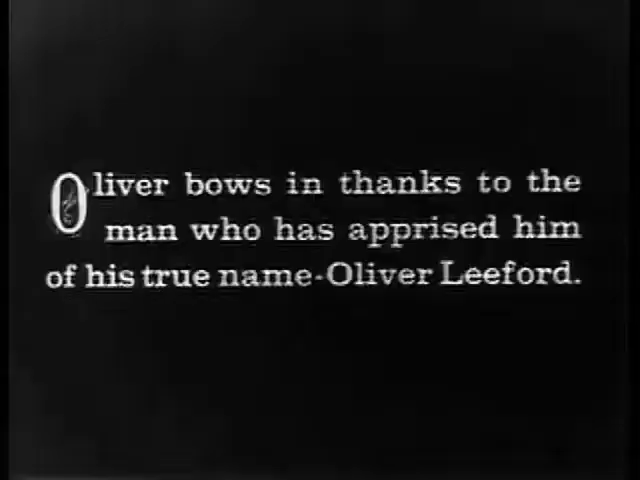 Oliver bows in thanks to the
man who has apprised him
of his true name-Oliver Leeford.